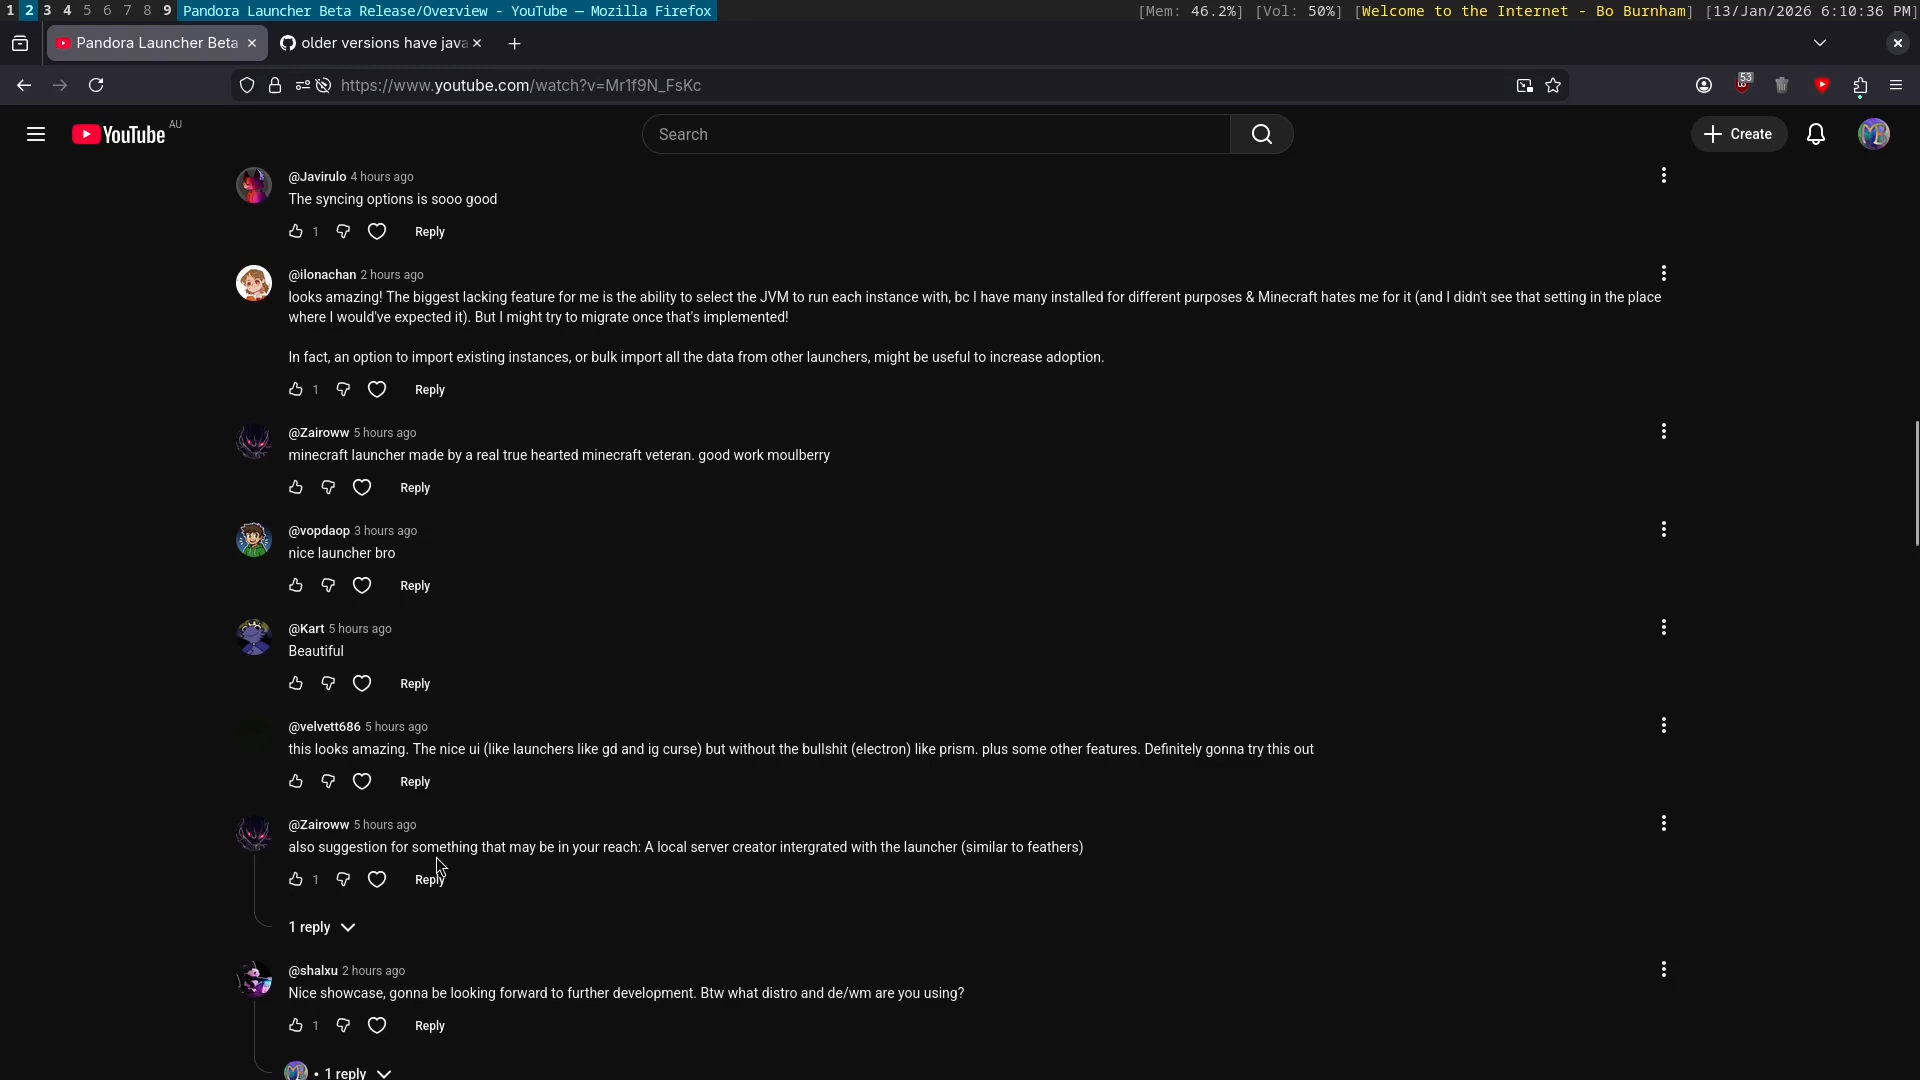 1 2 3 4 5 6 7 8 9 Pandora Launcher Beta Release/Overview - YouTube — Mozilla Firefox [Mem: 46.2%] [Vol: 50%] [Welcome to the Internet - Bo Burnham] [13/Jan/2026 6:10:36 PM]
Pandora Launcher Beta older versions have java
https://www.youtube.com/watch?v=Mr1f9N_FsKc 53
YouTube AU Search Create
@Javirulo 4 hours ago
The syncing options is sooo good
1 Reply
@ilonachan 2 hours ago
looks amazing! The biggest lacking feature for me is the ability to select the JVM to run each instance with, bc I have many installed for different purposes & Minecraft hates me for it (and I didn't see that setting in the place
where I would've expected it). But I might try to migrate once that's implemented!
In fact, an option to import existing instances, or bulk import all the data from other launchers, might be useful to increase adoption.
1 Reply
@Zairoww 5 hours ago
minecraft launcher made by a real true hearted minecraft veteran. good work moulberry
Reply
@vopdaop 3 hours ago
nice launcher bro
Reply
@Kart 5 hours ago
Beautiful
Reply
@velvett686 5 hours ago
this looks amazing. The nice ui (like launchers like gd and ig curse) but without the bullshit (electron) like prism. plus some other features. Definitely gonna try this out
Reply
@Zairoww 5 hours ago
also suggestion for something that may be in your reach: A local server creator intergrated with the launcher (similar to feathers)
1 Reply
1 reply
@shalxu 2 hours ago
Nice showcase, gonna be looking forward to further development. Btw what distro and de/wm are you using?
1 Reply
• 1 reply